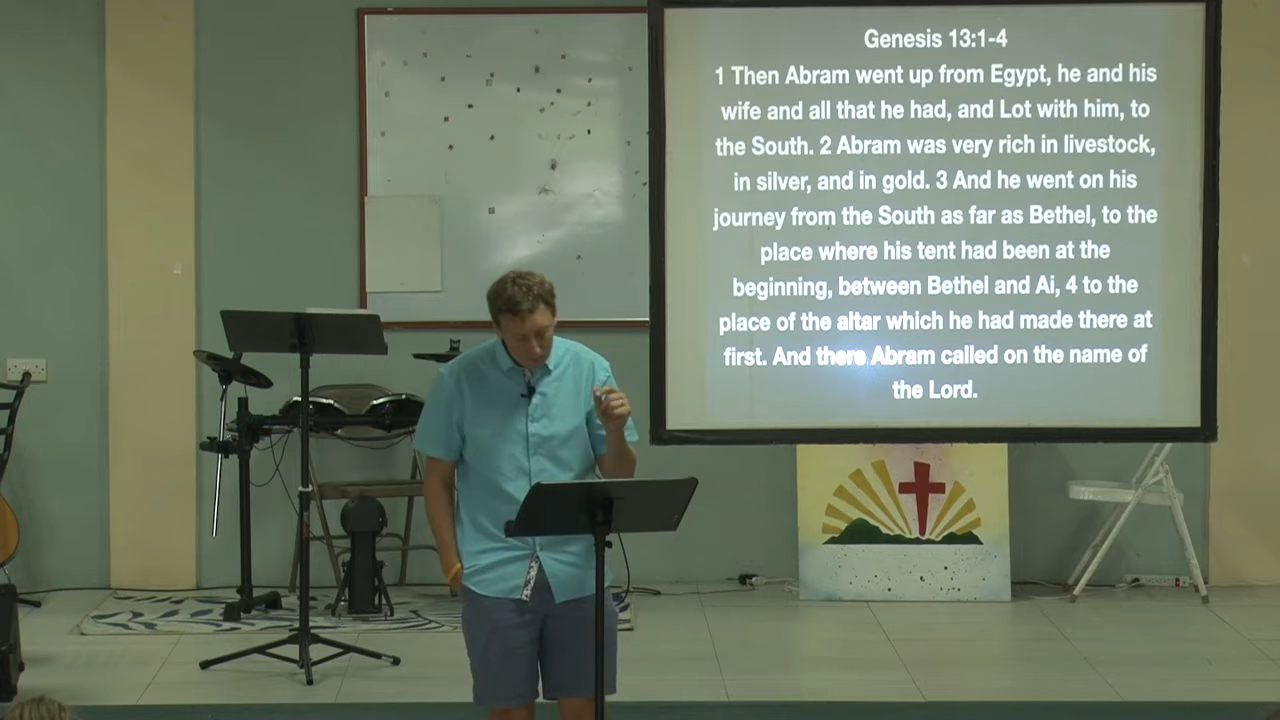 Genesis 13:1-4
1 Then Abram went up from Egypt, he and his
wife and all that he had, and Lot with him, to
the South. 2 Abram was very rich in livestock,
in silver, and in gold. 3 And he went on his
journey from the South as far as Bethel, to the
place where his tent had been at the
beginning, between Bethel and Ai, 4 to the
place of the altar which he had made there at
first. And there Abram called on the name of
the Lord.